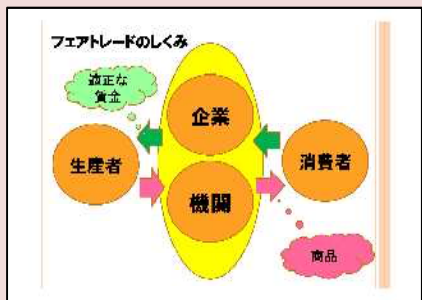 フェアトレードのしくみ
適正な
賃金
企業
生産者
消費者
機関
商品